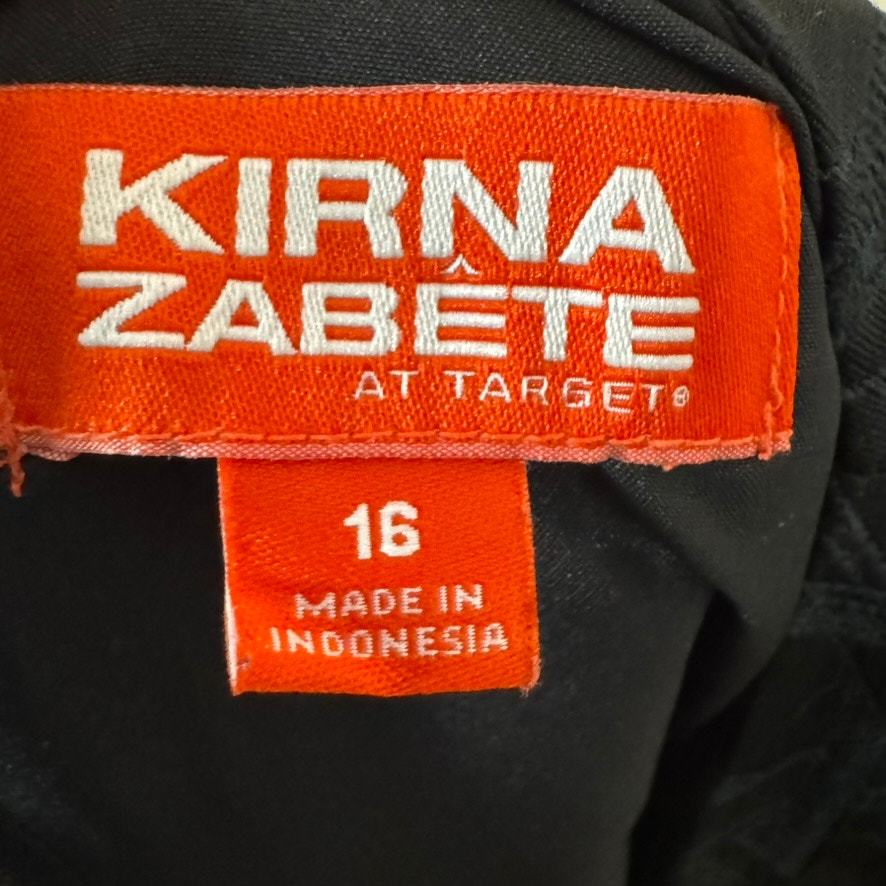 KIRNA
ZABÊTE
AT TARGET®
16
MADE IN
INDONESIA